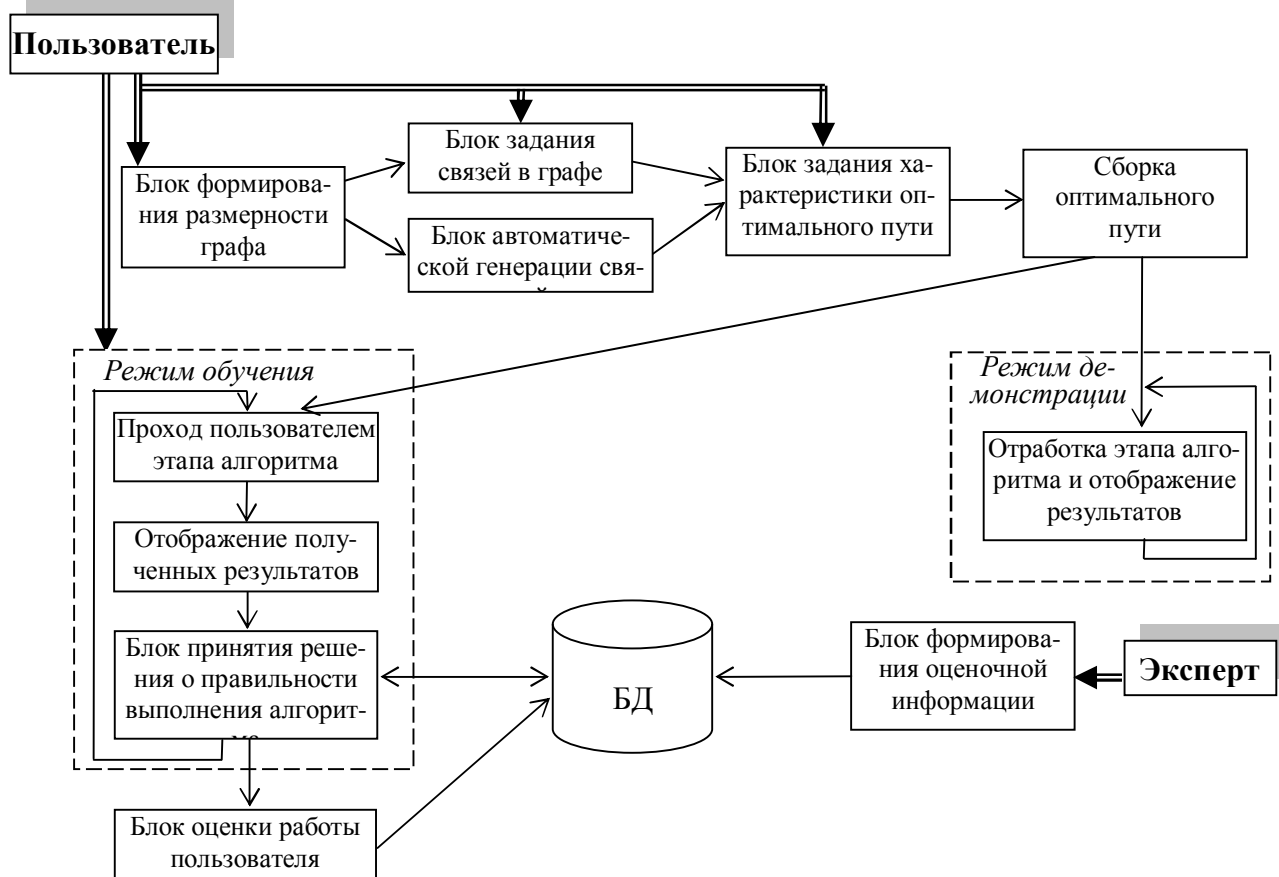 Пользователь
Блок формирова-
ния размерности
графа
Блок задания
связей в графе
Блок автоматиче-
ской генерации свя-
Блок задания ха-
рактеристики оп-
тимального пути
Сборка
оптимального
пути
Режим обучения
Проход пользователем
этапа алгоритма
Отображение полу-
ченных результатов
Блок принятия реше-
ния о правильности
выполнения алгорит-
Режим де-
монстрации
Отработка этапа алго-
ритма и отображение
результатов
БД
Блок формирова-
ния оценочной
информации
Эксперт
Блок оценки работы
пользователя